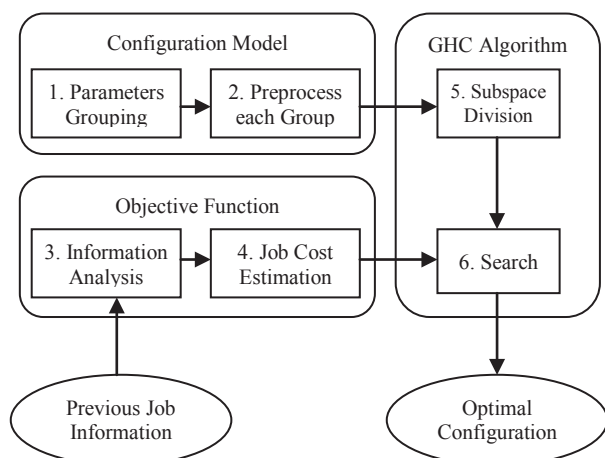 Configuration Model
1. Parameters
Grouping
2. Preprocess
each Group
GHC Algorithm
5. Subspace
Division
Objective Function
3. Information
Analysis
4. Job Cost
Estimation
6. Search
Previous Job
Information
Optimal
Configuration